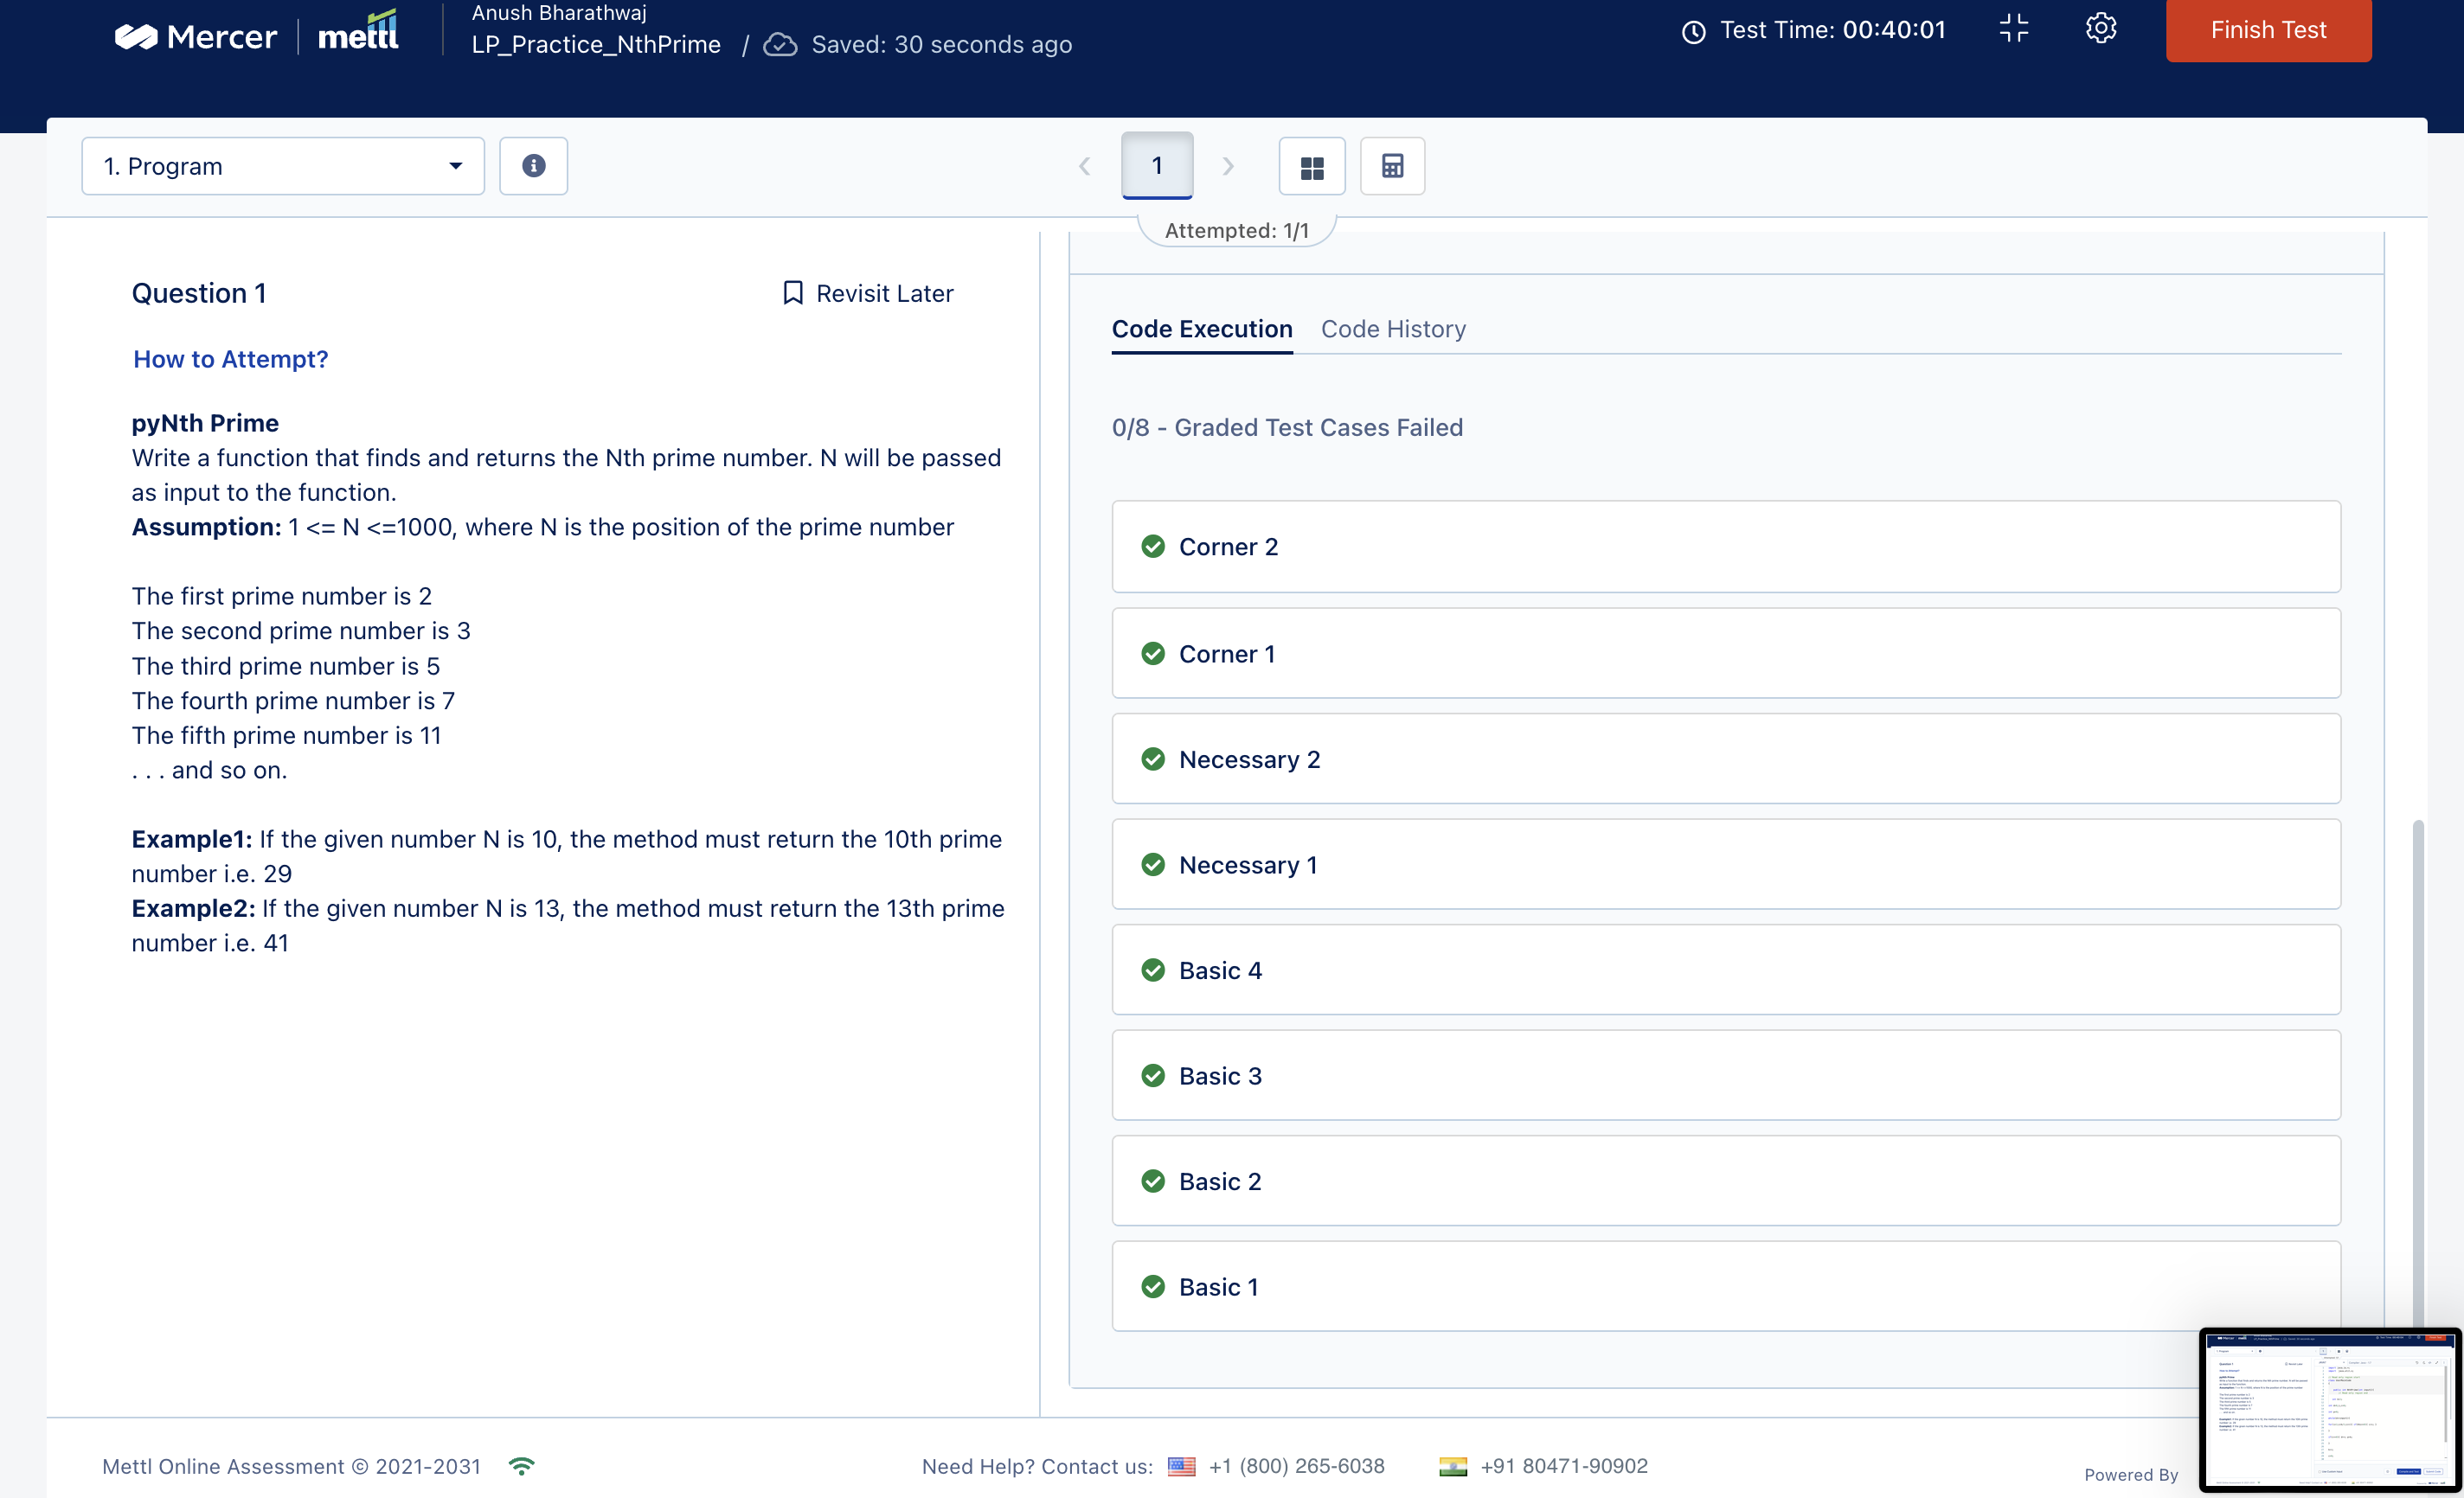 Mercer
mettl
Anush Bharathwaj
LP_Practice_NthPrime / Saved: 30 seconds ago
Test Time: 00:40:01
Finish Test
1. Program
1
Attempted: 1/1
Question 1
Revisit Later
How to Attempt?
pyNth Prime
Write a function that finds and returns the Nth prime number. N will be passed
as input to the function.
Assumption: 1 <= N <=1000, where N is the position of the prime number
The first prime number is 2
The second prime number is 3
The third prime number is 5
The fourth prime number is 7
The fifth prime number is 11
. . . and so on.
Example1: If the given number N is 10, the method must return the 10th prime
number i.e. 29
Example2: If the given number N is 13, the method must return the 13th prime
number i.e. 41
Code Execution
Code History
0/8 - Graded Test Cases Failed
Corner 2
Corner 1
Necessary 2
Necessary 1
Basic 4
Basic 3
Basic 2
Basic 1
Mettl Online Assessment © 2021-2031
Need Help? Contact us: +1 (800) 265-6038 +91 80471-90902
Powered By